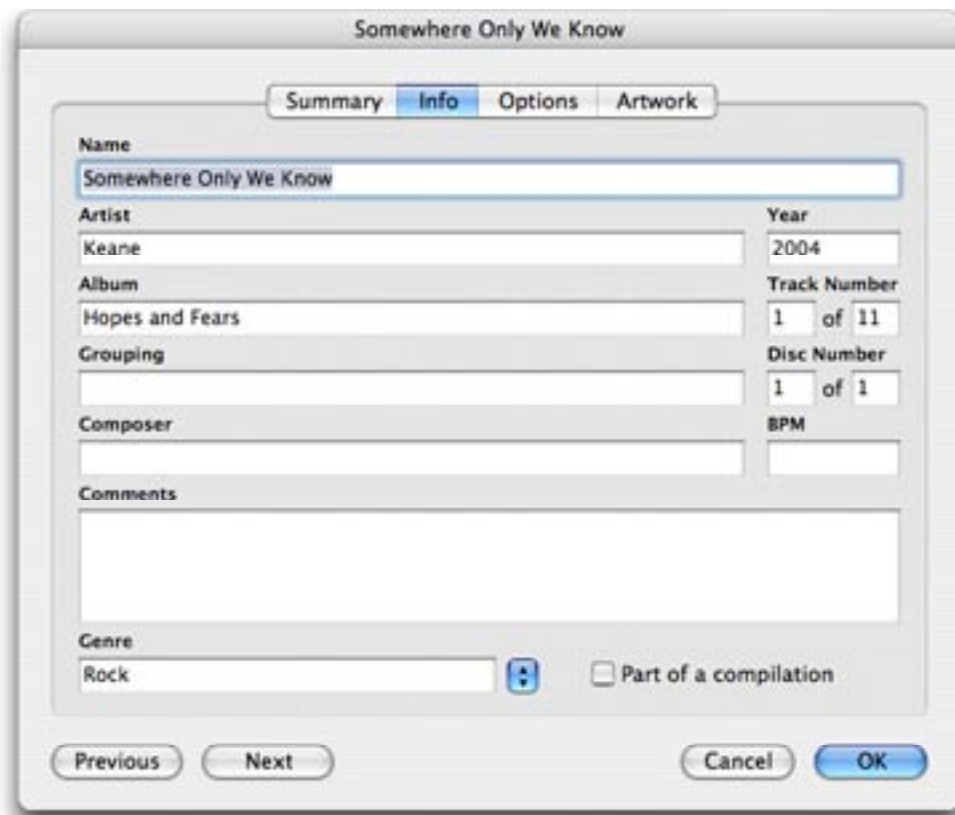 Somewhere Only We Know
Summary Info Options Artwork
Name
Somewhere Only We Know
Artist Year
Keane 2004
Album Track Number
Hopes and Fears 1 of 11
Grouping Disc Number
1 of 1
Composer BPM
Comments
Genre
Rock Part of a compilation
Previous Next Cancel OK